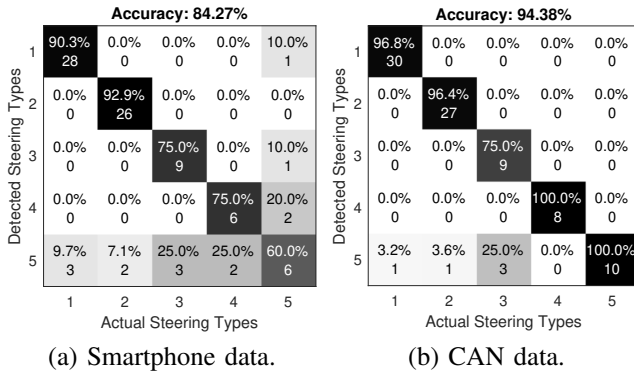 Accuracy: 84.27%
Detected Steering Types
1
90.3% 0.0% 0.0% 0.0% 10.0%
28 0 0 0 1
2
0.0% 92.9% 0.0% 0.0% 0.0%
0 26 0 0 0
3
0.0% 0.0% 75.0% 0.0% 10.0%
0 0 9 0 1
4
0.0% 0.0% 0.0% 75.0% 20.0%
0 0 0 6 2
5
9.7% 7.1% 25.0% 25.0% 60.0%
3 2 3 2 6
1 2 3 4 5
Actual Steering Types
(a) Smartphone data.
Accuracy: 94.38%
Detected Steering Types
1
96.8% 0.0% 0.0% 0.0% 0.0%
30 0 0 0 0
2
0.0% 96.4% 0.0% 0.0% 0.0%
0 27 0 0 0
3
0.0% 0.0% 75.0% 0.0% 0.0%
0 0 9 0 0
4
0.0% 0.0% 0.0% 100.0% 0.0%
0 0 0 8 0
5
3.2% 3.6% 25.0% 0.0% 100.0%
1 1 3 0 10
1 2 3 4 5
Actual Steering Types
(b) CAN data.